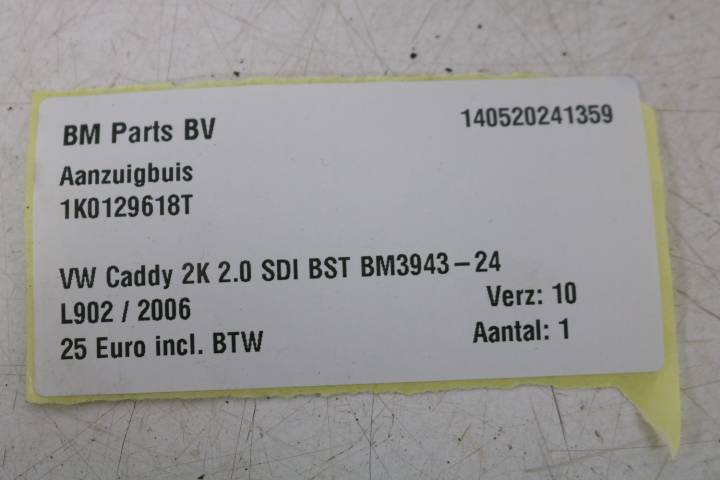 BM Parts BV 140520241359
Aanzuigbuis
1K0129618T
VW Caddy 2K 2.0 SDI BST BM3943-24
L902 / 2006 Verz: 10
25 Euro incl. BTW Aantal: 1